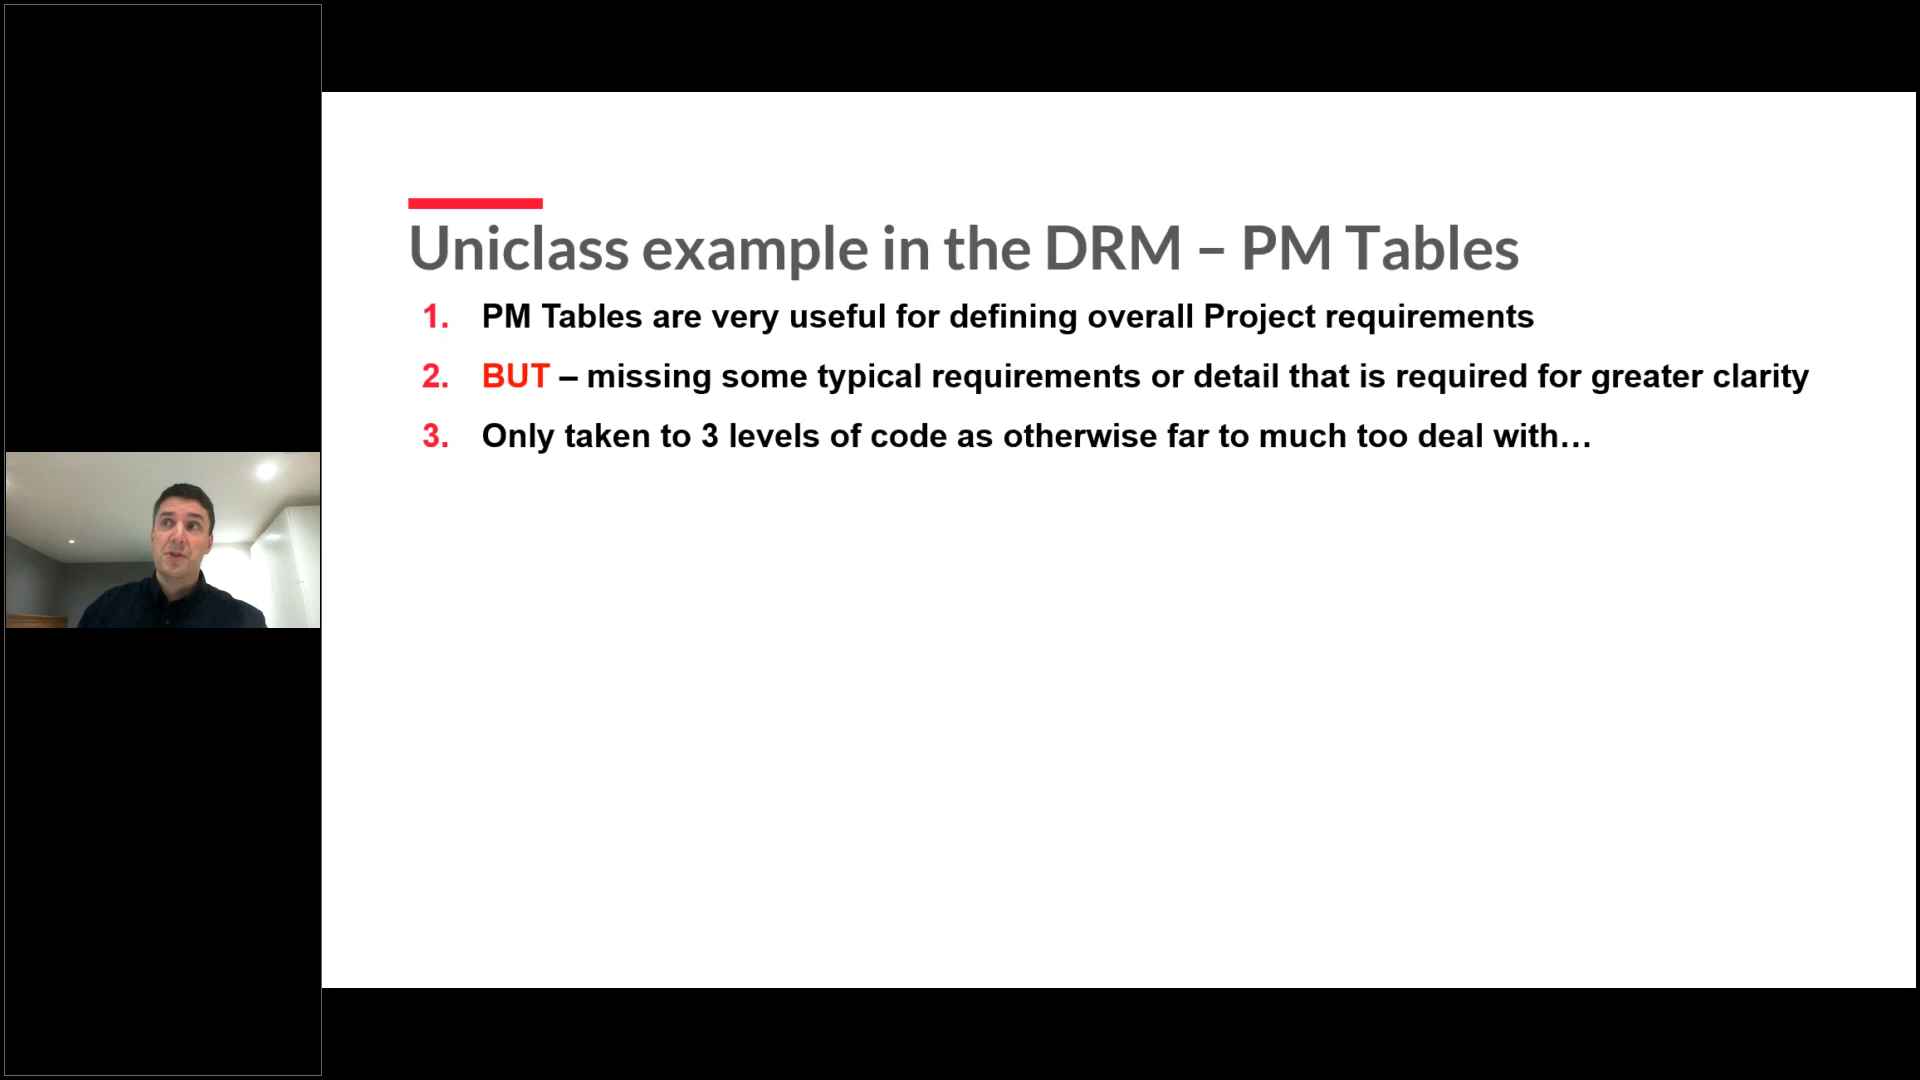 Uniclass example in the DRM – PM Tables
1. PM Tables are very useful for defining overall Project requirements
2. BUT – missing some typical requirements or detail that is required for greater clarity
3. Only taken to 3 levels of code as otherwise far to much too deal with…